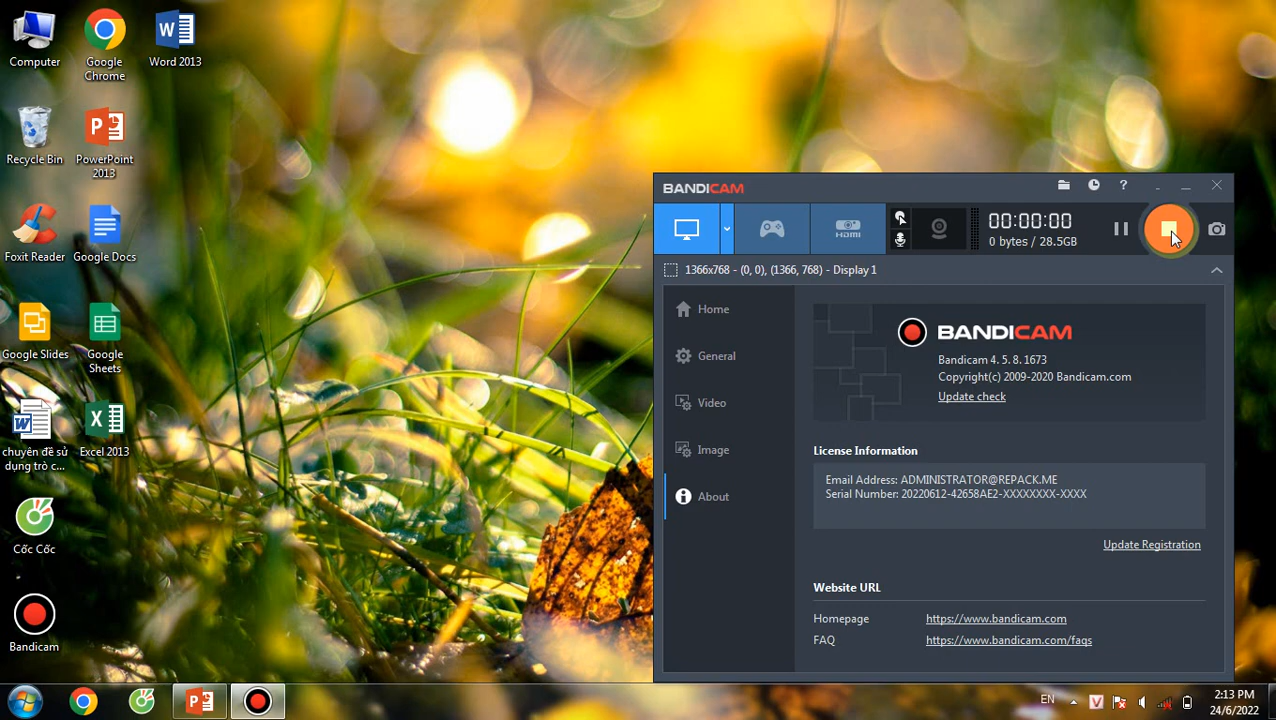 Computer
Google
Chrome
Word 2013
Recycle Bin
PowerPoint
2013
Foxit Reader
Google Docs
Google Slides
Google
Sheets
chuyên đề sử
dụng trò c...
Excel 2013
Cốc Cốc
Bandicam
BANDICAM
?
HDMI
00:00:00
0 bytes / 28.5GB
1366x768 - (0, 0), (1366, 768) - Display 1
Home
General
Video
Image
About
BANDICAM
Bandicam 4. 5. 8. 1673
Copyright(c) 2009-2020 Bandicam.com
Update check
License Information
Email Address: ADMINISTRATOR@REPACK.ME
Serial Number: 20220612-42658AE2-XXXXXXXX-XXXX
Update Registration
Website URL
Homepage
https://www.bandicam.com
FAQ
https://www.bandicam.com/faqs
EN
V
2:13 PM
24/6/2022